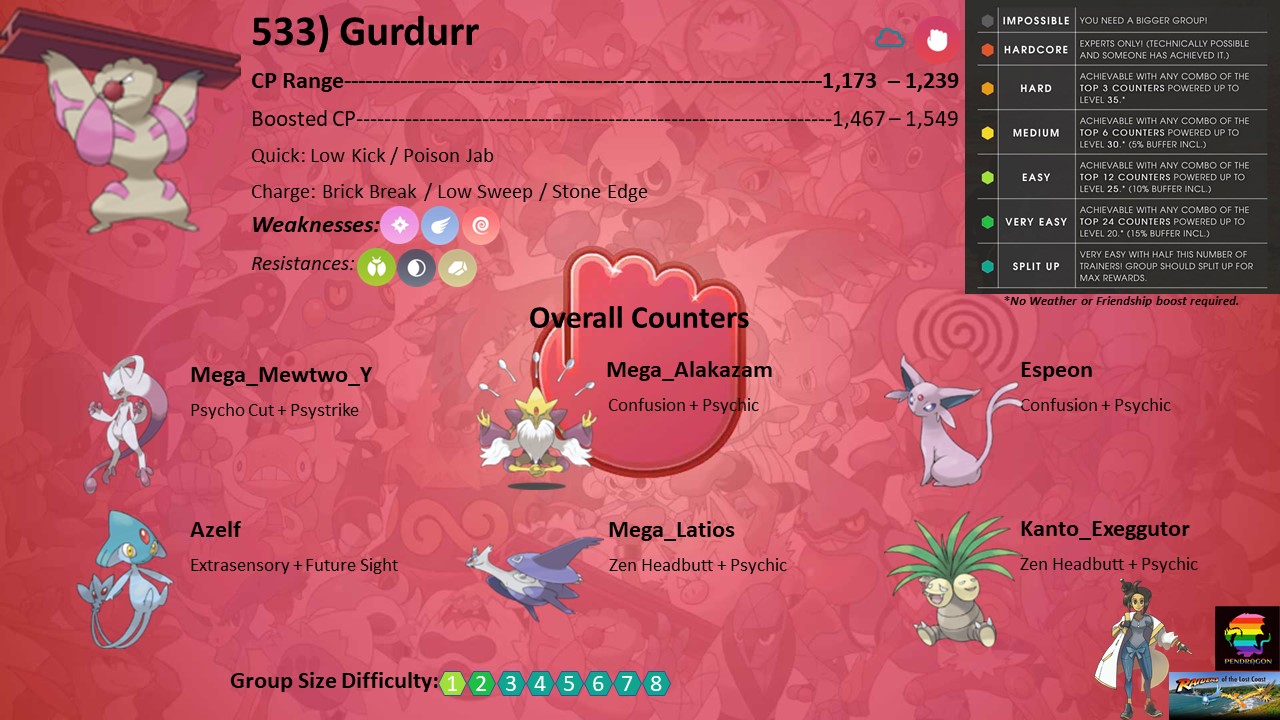 533) Gurdurr
CP Range--------------------------------------------------------------------1,173 – 1,239
Boosted CP--------------------------------------------------------------------1,467 – 1,549
Quick: Low Kick / Poison Jab
Charge: Brick Break / Low Sweep / Stone Edge
Weaknesses:
Resistances:
IMPOSSIBLE YOU NEED A BIGGER GROUP!
HARDCORE EXPERTS ONLY! (TECHNICALLY POSSIBLE
AND SOMEONE HAS ACHIEVED IT.)
HARD ACHIEVABLE WITH ANY COMBO OF THE
TOP 3 COUNTERS POWERED UP TO
LEVEL 35.*
MEDIUM ACHIEVABLE WITH ANY COMBO OF THE
TOP 6 COUNTERS POWERED UP TO
LEVEL 30.* (5% BUFFER INCL.)
EASY ACHIEVABLE WITH ANY COMBO OF THE
TOP 12 COUNTERS POWERED UP TO
LEVEL 25.* (10% BUFFER INCL.)
VERY EASY ACHIEVABLE WITH ANY COMBO OF THE
TOP 24 COUNTERS POWERED UP TO
LEVEL 20.* (15% BUFFER INCL.)
SPLIT UP VERY EASY WITH HALF THIS NUMBER OF
TRAINERS! GROUP SHOULD SPLIT UP FOR
MAX REWARDS.
*No Weather or Friendship boost required.
Overall Counters
Mega_Mewtwo_Y
Psycho Cut + Psystrike
Mega_Alakazam
Confusion + Psychic
Espeon
Confusion + Psychic
Azelf
Extrasensory + Future Sight
Mega_Latios
Zen Headbutt + Psychic
Kanto_Exeggutor
Zen Headbutt + Psychic
Group Size Difficulty: 1 2 3 4 5 6 7 8
PENDRAGON
RAIDERS of the Lost Coast